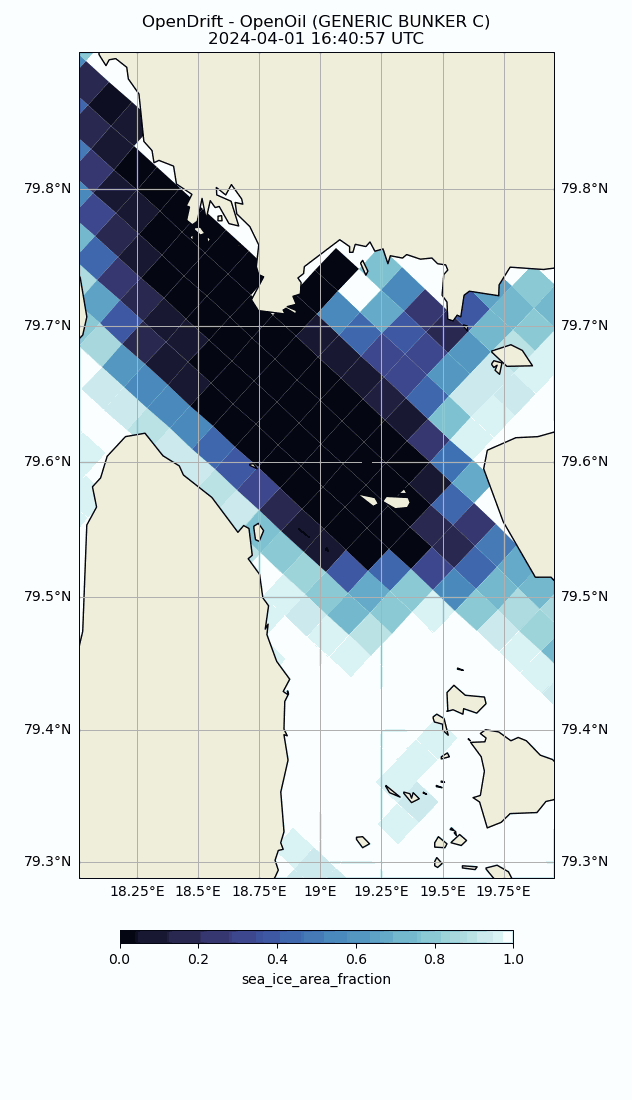 OpenDrift - OpenOil (GENERIC BUNKER C)
2024-04-01 16:40:57 UTC
79.8°N 79.8°N
79.7°N 79.7°N
79.6°N 79.6°N
79.5°N 79.5°N
79.4°N 79.4°N
79.3°N 79.3°N
18.25°E 18.5°E 18.75°E 19°E 19.25°E 19.5°E 19.75°E
0.0 0.2 0.4 0.6 0.8 1.0
sea_ice_area_fraction